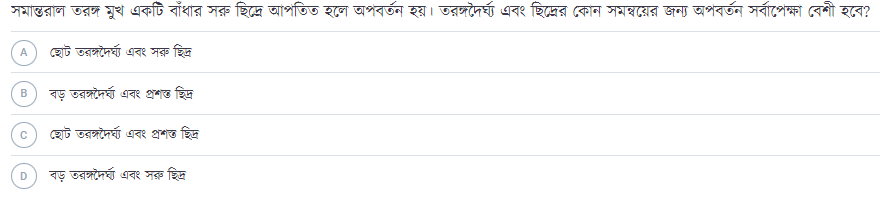 সমান্তরাল তরঙ্গ মুখ একটি বাঁধার সরু ছিদ্রে আপতিত হলে অপবর্তন হয়। তরঙ্গদৈর্ঘ্য এবং ছিদ্রের কোন সমন্বয়ের জন্য অপবর্তন সর্বাপেক্ষা বেশী হবে?
A ছোট তরঙ্গদৈর্ঘ্য এবং সরু ছিদ্র
B বড় তরঙ্গদৈর্ঘ্য এবং প্রশস্ত ছিদ্র
C ছোট তরঙ্গদৈর্ঘ্য এবং প্রশস্ত ছিদ্র
D বড় তরঙ্গদৈর্ঘ্য এবং সরু ছিদ্র